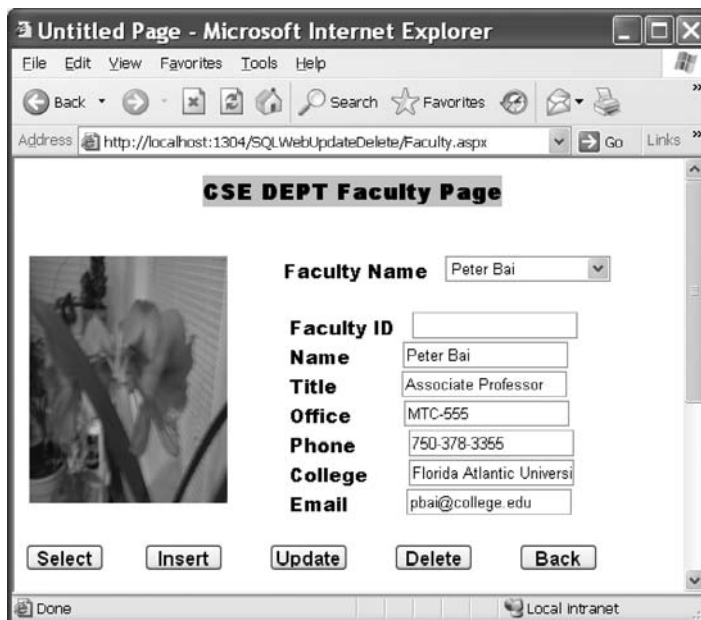 Untitled Page - Microsoft Internet Explorer
File Edit View Favorites Tools Help
Back Search Favorites »
Address http://localhost:1304/SQLWebUpdateDelete/Faculty.aspx Go Links »
CSE DEPT Faculty Page
Faculty Name Peter Bai
Faculty ID
Name Peter Bai
Title Associate Professor
Office MTC-555
Phone 750-378-3355
College Florida Atlantic Universi
Email pbai@college.edu
Select Insert Update Delete Back
Done Local intranet